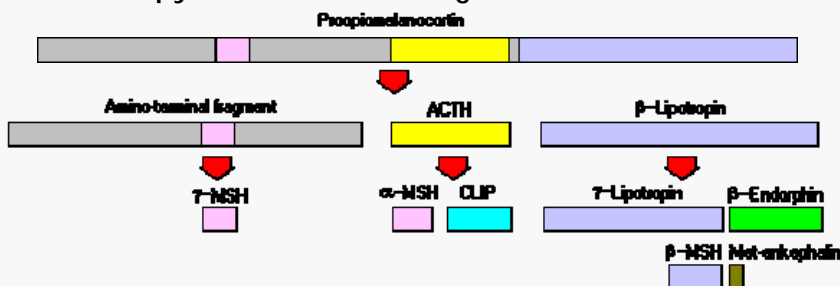 Proopiomelanocortin
Amino-terminal fragment
ACTH
β-Lipotropin
γ-MSH
α-MSH
CLIP
γ-Lipotropin
β-Endorphin
β-MSH
Met-enkephalin